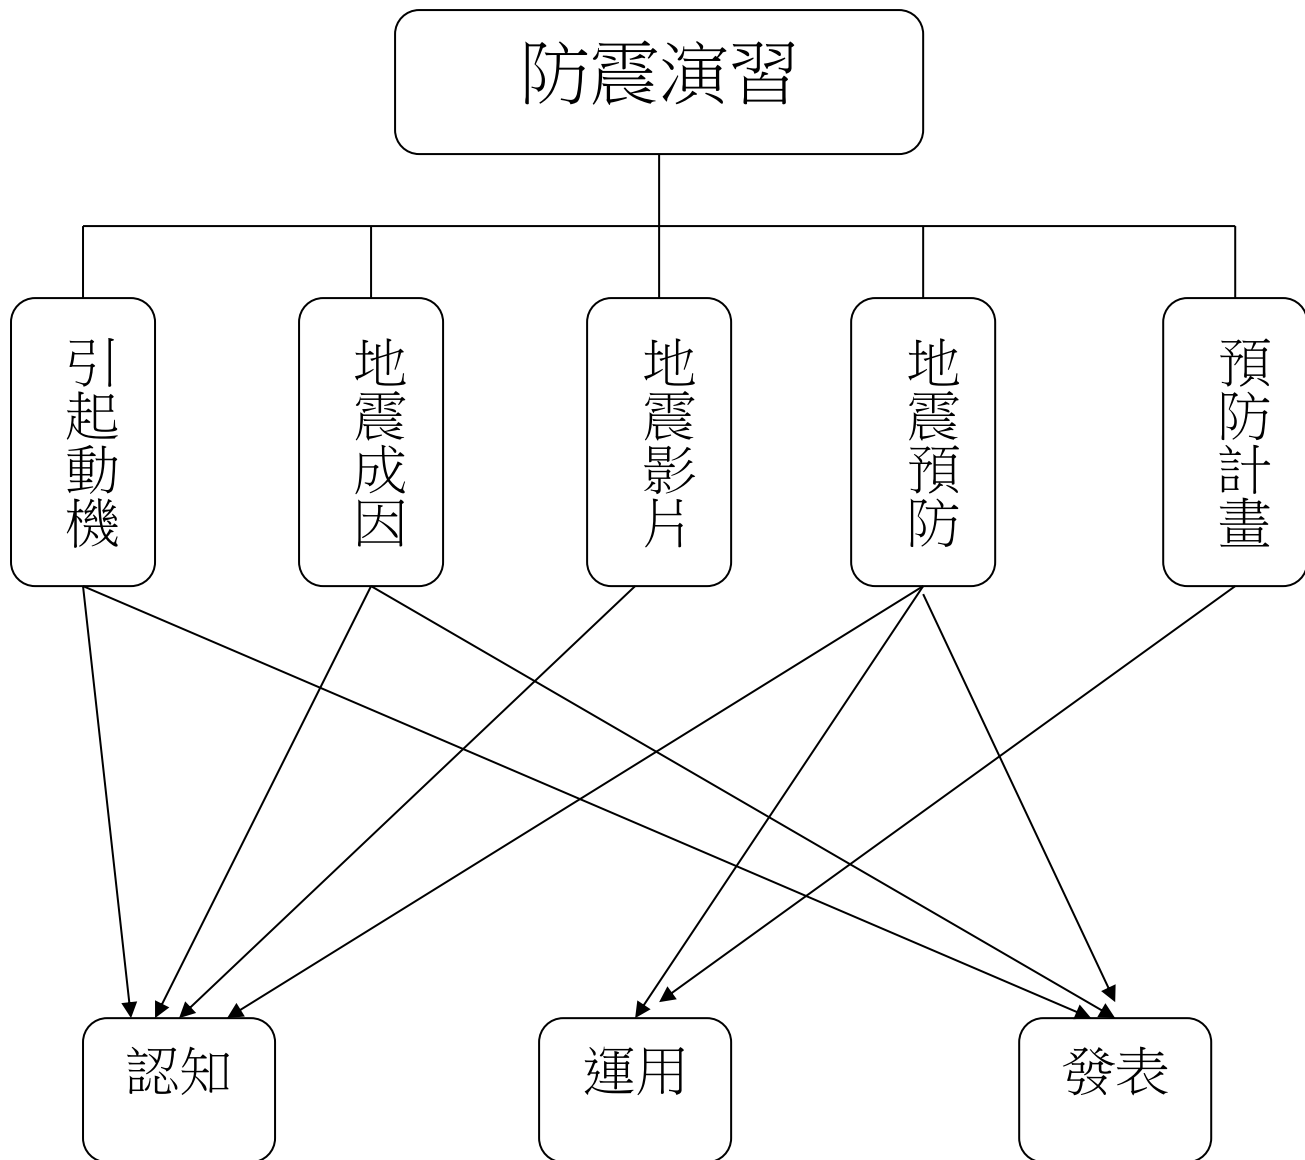 防震演習
引起動機
地震成因
地震影片
地震預防
預防計畫
認知
運用
發表